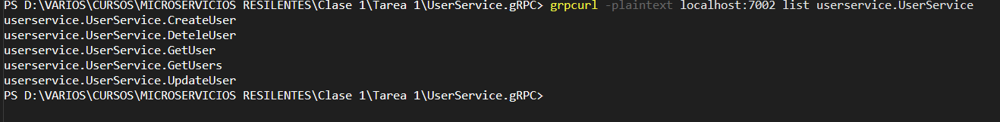 PS D:\VARIOS\CURSOS\MICROSERVICIOS RESILENTES\Clase 1\Tarea 1\UserService.gRPC> grpcurl -plaintext localhost:7002 list userservice.UserService
userservice.UserService.CreateUser
userservice.UserService.DeteleUser
userservice.UserService.GetUser
userservice.UserService.GetUsers
userservice.UserService.UpdateUser
PS D:\VARIOS\CURSOS\MICROSERVICIOS RESILENTES\Clase 1\Tarea 1\UserService.gRPC>